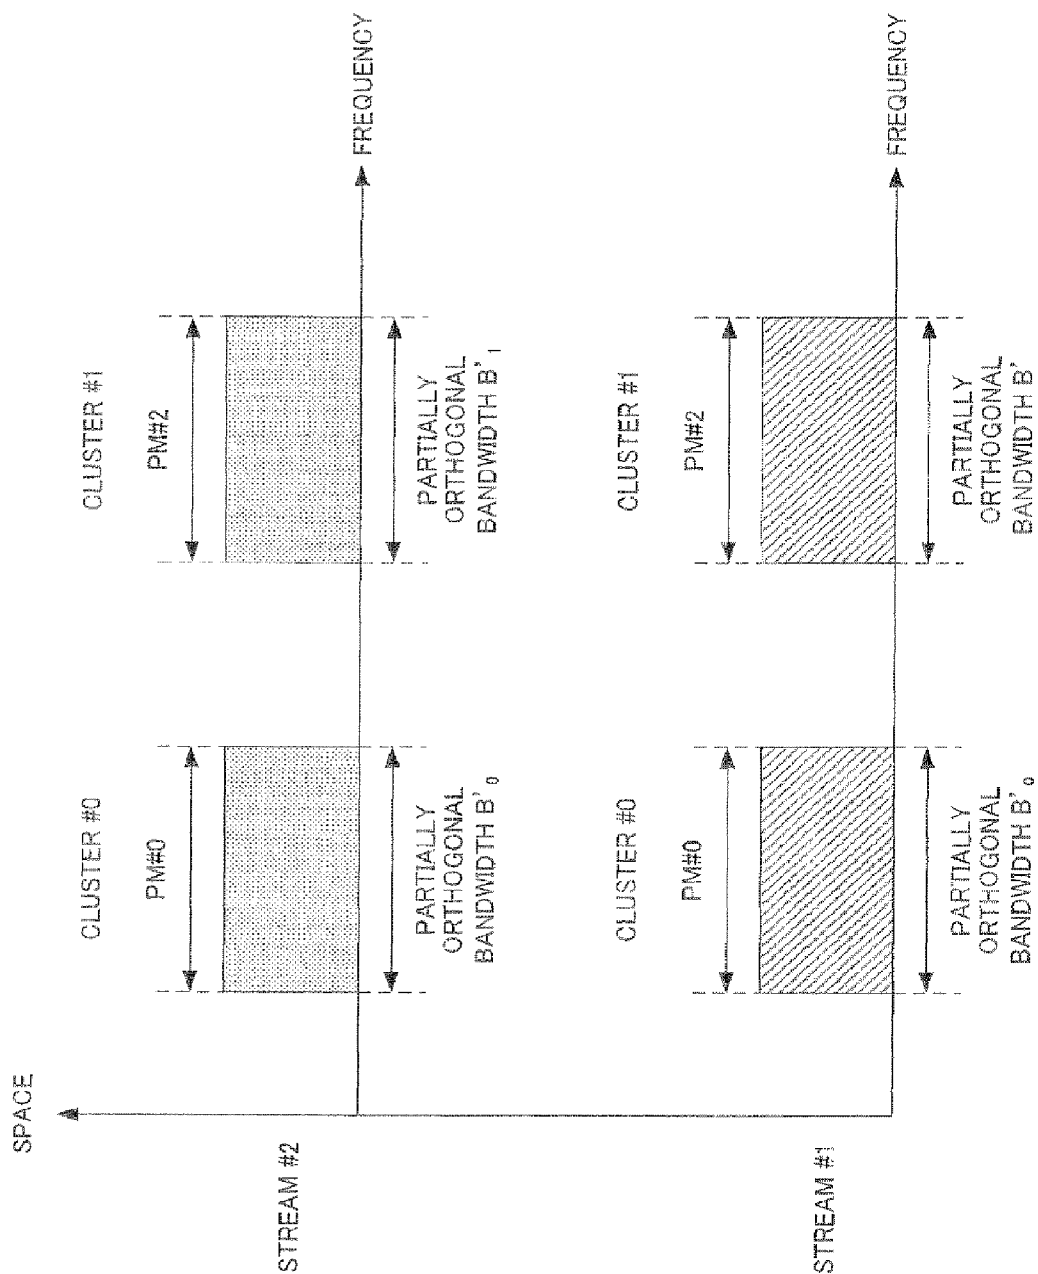 SPACE
STREAM #2
CLUSTER #0
PM#0
PARTIALLY
ORTHOGONAL
BANDWIDTH B'0
CLUSTER #1
PM#2
PARTIALLY
ORTHOGONAL
BANDWIDTH B'1
FREQUENCY
STREAM #1
CLUSTER #0
PM#0
PARTIALLY
ORTHOGONAL
BANDWIDTH B'0
CLUSTER #1
PM#2
PARTIALLY
ORTHOGONAL
BANDWIDTH B'
FREQUENCY